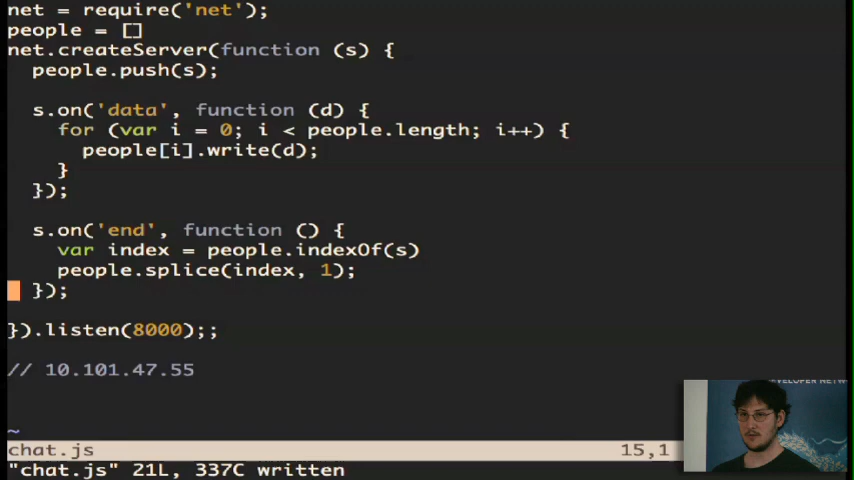 net = require('net');
people = []
net.createServer(function (s) {
  people.push(s);

  s.on('data', function (d) {
    for (var i = 0; i < people.length; i++) {
      people[i].write(d);
    }
  });

  s.on('end', function () {
    var index = people.indexOf(s)
    people.splice(index, 1);
  });

}).listen(8000);;

// 10.101.47.55

~
chat.js 15,1
"chat.js" 21L, 337C written